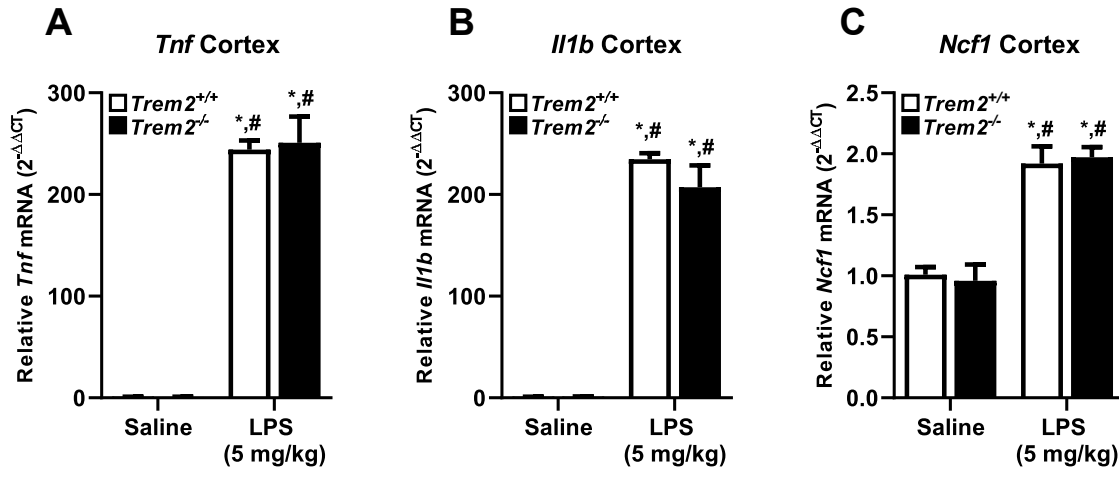 A
Tnf Cortex
Relative Tnf mRNA (2-ΔΔCT)
300
200
100
0
Trem2+/+
Trem2-/-
*,#
*,#
Saline
LPS
(5 mg/kg)
B
Il1b Cortex
Relative Il1b mRNA (2-ΔΔCT)
300
200
100
0
Trem2+/+
Trem2-/-
*,#
*,#
Saline
LPS
(5 mg/kg)
C
Ncf1 Cortex
Relative Ncf1 mRNA (2-ΔΔCT)
2.5
2.0
1.5
1.0
0.5
0.0
Trem2+/+
Trem2-/-
*,#
*,#
Saline
LPS
(5 mg/kg)